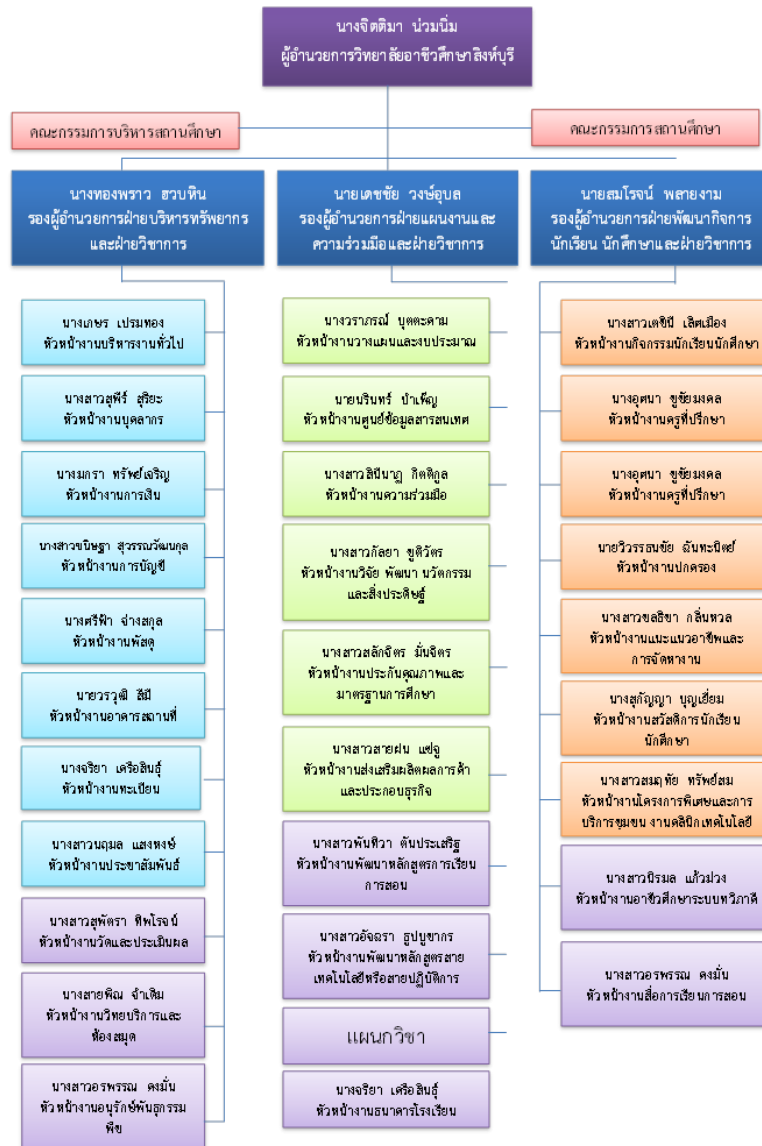 นางจิตติมา น่วมนิ่ม
ผู้อำนวยการวิทยาลัยอาชีวศึกษาสิงห์บุรี
คณะกรรมการบริหารสถานศึกษา
คณะกรรมการสถานศึกษา
นางทองพราว ฮวบหิน
รองผู้อำนวยการฝ่ายบริหารทรัพยากร
และฝ่ายวิชาการ
นายเดชชัย วงษ์อุบล
รองผู้อำนวยการฝ่ายแผนงานและ
ความร่วมมือและฝ่ายวิชาการ
นายสมโรจน์ พลายงาม
รองผู้อำนวยการฝ่ายพัฒนากิจการ
นักเรียน นักศึกษาและฝ่ายวิชาการ
นางเกษร เปรมทอง
หัวหน้างานบริหารงานทั่วไป
นางสาวสุพีร์ สุริยะ
หัวหน้างานบุคลากร
นางมกรา ทรัพย์เจริญ
หัวหน้างานการเงิน
นางสาวขนิษฐา สุวรรณวัฒนกุล
หัวหน้างานการบัญชี
นางศรีฟ้า จ่างสกุล
หัวหน้างานพัสดุ
นายวรวุฒิ สีมี
หัวหน้างานอาคารสถานที่
นางจริยา เครือสินธุ์
หัวหน้างานทะเบียน
นางสาวนฤมล แสงหงษ์
หัวหน้างานประชาสัมพันธ์
นางสาวสุพัตรา ทิพโรจน์
หัวหน้างานวัดและประเมินผล
นางสายพิณ จำเดิม
หัวหน้างานวิทยบริการและ
ห้องสมุด
นางสาวอรพรรณ คงมั่น
หัวหน้างานอนุรักษ์พันธุกรรม
พืช
นางวราภรณ์ บุตตะคาม
หัวหน้างานวางแผนและงบประมาณ
นายนรินทร์ บำเพ็ญ
หัวหน้างานศูนย์ข้อมูลสารสนเทศ
นางสาวสินีนาฏ กิตติกูล
หัวหน้างานความร่วมมือ
นางสาวกัลยา ชูติวัตร
หัวหน้างานวิจัย พัฒนา นวัตกรรม
และสิ่งประดิษฐ์
นางสาวสลักจิตร มั่นจิตร
หัวหน้างานประกันคุณภาพและ
มาตรฐานการศึกษา
นางสาวสายฝน แซ่จู
หัวหน้างานส่งเสริมผลิตผลการค้า
และประกอบธุรกิจ
นางสาวพันทิวา ตันประเสริฐ
หัวหน้างานพัฒนาหลักสูตรการเรียน
การสอน
นางสาวอัจฉรา ธูปบูชากร
หัวหน้างานพัฒนาหลักสูตรสาย
เทคโนโลยีหรือสายปฏิบัติการ
แผนกวิชา
นางจริยา เครือสินธุ์
หัวหน้างานธนาคารโรงเรียน
นางสาวเตชินี เลิศเมือง
หัวหน้างานกิจกรรมนักเรียนนักศึกษา
นางอุศนา ชูชัยมงคล
หัวหน้างานครูที่ปรึกษา
นางอุศนา ชูชัยมงคล
หัวหน้างานครูที่ปรึกษา
นายวิวรรธนชัย ฉันทะนิตย์
หัวหน้างานปกครอง
นางสาวชลธิชา กลิ่นหวล
หัวหน้างานแนะแนวอาชีพและ
การจัดหางาน
นางสุกัญญา บุญเยี่ยม
หัวหน้างานสวัสดิการนักเรียน
นักศึกษา
นางสาวสมฤทัย ทรัพย์สม
หัวหน้างานโครงการพิเศษและการ
บริการชุมชน งานคลินิกเทคโนโลยี
นางสาวนิรมล แก้วม่วง
หัวหน้างานอาชีวศึกษาระบบทวิภาคี
นางสาวอรพรรณ คงมั่น
หัวหน้างานสื่อการเรียนการสอน